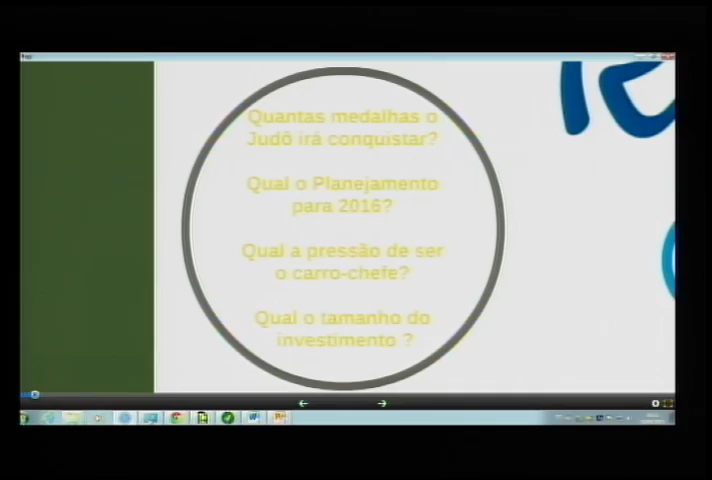 Quantas medalhas o
Judô irá conquistar?
Qual o Planejamento
para 2016?
Qual a pressão de ser
o carro-chefe?
Qual o tamanho do
investimento ?